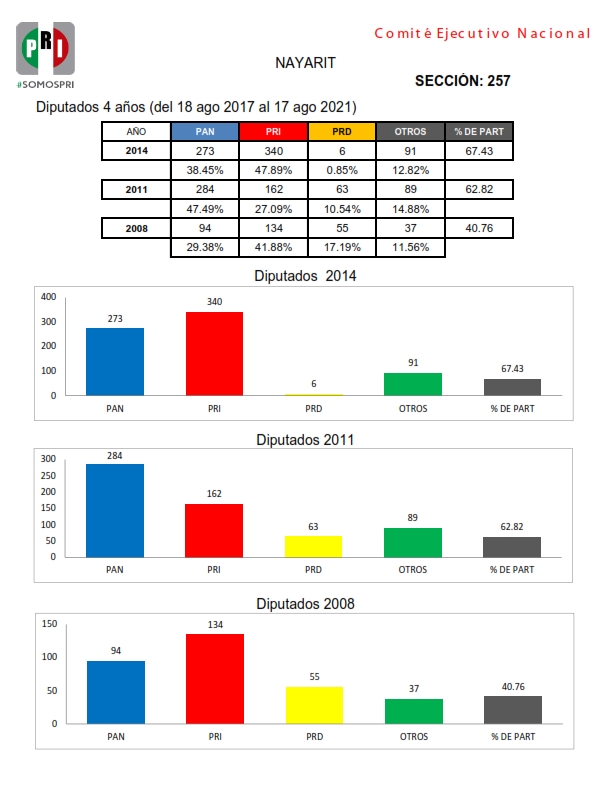 Comité Ejecutivo Nacional
PRI
#SOMOSPRI
NAYARIT
SECCIÓN: 257
Diputados 4 años (del 18 ago 2017 al 17 ago 2021)
AÑO PAN PRI PRD OTROS % DE PART
2014 273 340 6 91 67.43
38.45% 47.89% 0.85% 12.82%
2011 284 162 63 89 62.82
47.49% 27.09% 10.54% 14.88%
2008 94 134 55 37 40.76
29.38% 41.88% 17.19% 11.56%
Diputados 2014
400
300
200
100
0
273 340 6 91 67.43
PAN PRI PRD OTROS % DE PART
Diputados 2011
300
250
200
150
100
50
0
284 162 63 89 62.82
PAN PRI PRD OTROS % DE PART
Diputados 2008
150
100
50
0
94 134 55 37 40.76
PAN PRI PRD OTROS % DE PART